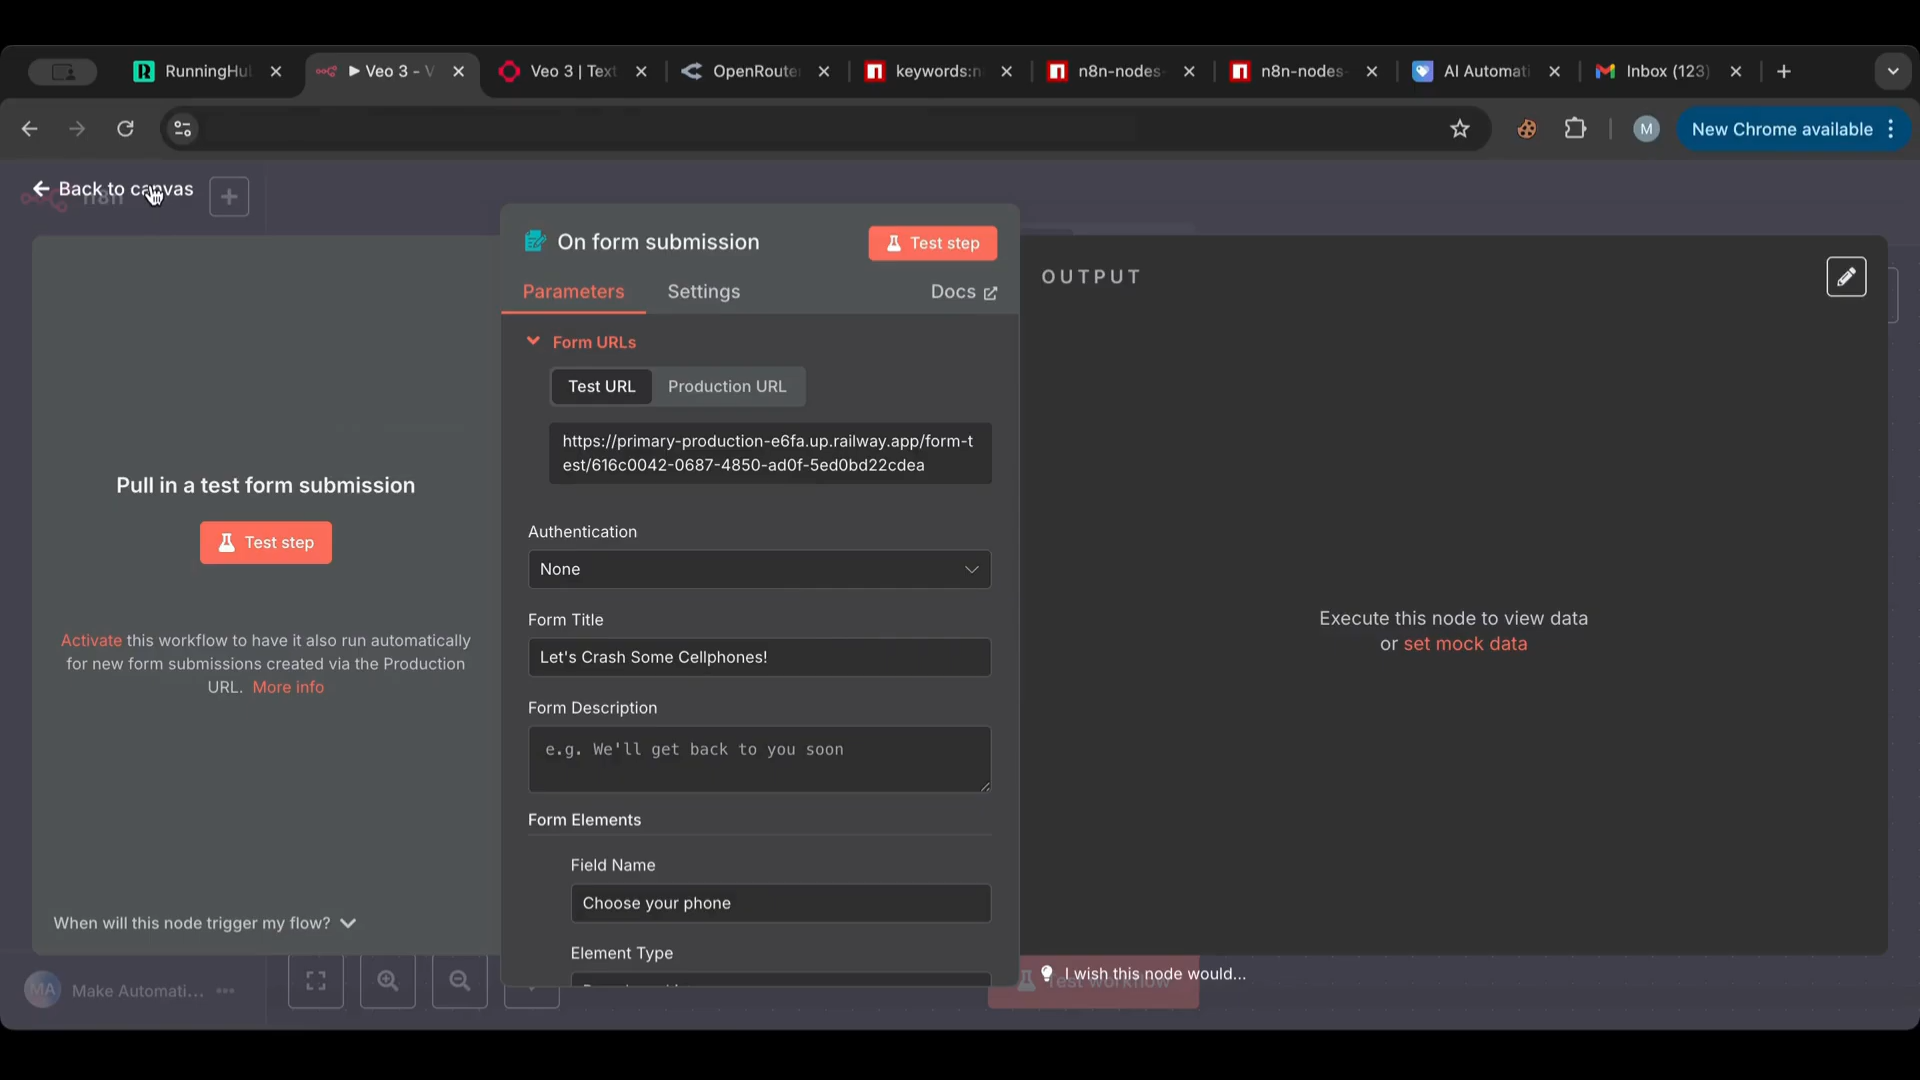 RunningHu
Veo 3 - V
Veo 3 | Text
OpenRoute
keywords:n
n8n-nodes-
n8n-nodes-
AI Automati
Inbox (123)
M
New Chrome available
Back to canvas
n8n
On form submission
Test step
Parameters
Settings
Docs
OUTPUT
Form URLs
Test URL
Production URL
https://primary-production-e6fa.up.railway.app/form-t
est/616c0042-0687-4850-ad0f-5ed0bd22cdea
Pull in a test form submission
Test step
Activate this workflow to have it also run automatically
for new form submissions created via the Production
URL. More info
Authentication
None
Form Title
Let's Crash Some Cellphones!
Form Description
e.g. We'll get back to you soon
Form Elements
Field Name
Choose your phone
Element Type
Execute this node to view data
or set mock data
When will this node trigger my flow?
I wish this node would...
Test workflow
MA
Make Automati...